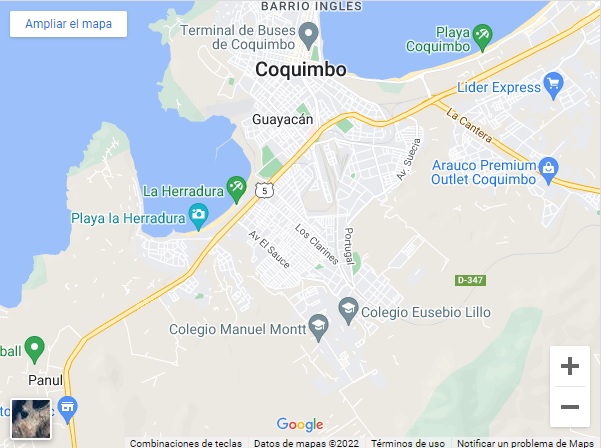 BARRIO INGLES
Ampliar el mapa
Terminal de Buses
de Coquimbo
Playa
Coquimbo
Coquimbo
Lider Express
Guayacán
La Cantera
Av. Suecia
Arauco Premium
Outlet Coquimbo
La Herradura
5
Playa la Herradura
Los Clarines
Portugal
Av El Sauce
D-347
Colegio Eusebio Lillo
Colegio Manuel Montt
ball
Panul
Google
Combinaciones de teclas
Datos de mapas ©2022
Términos de uso
Notificar un problema de Maps